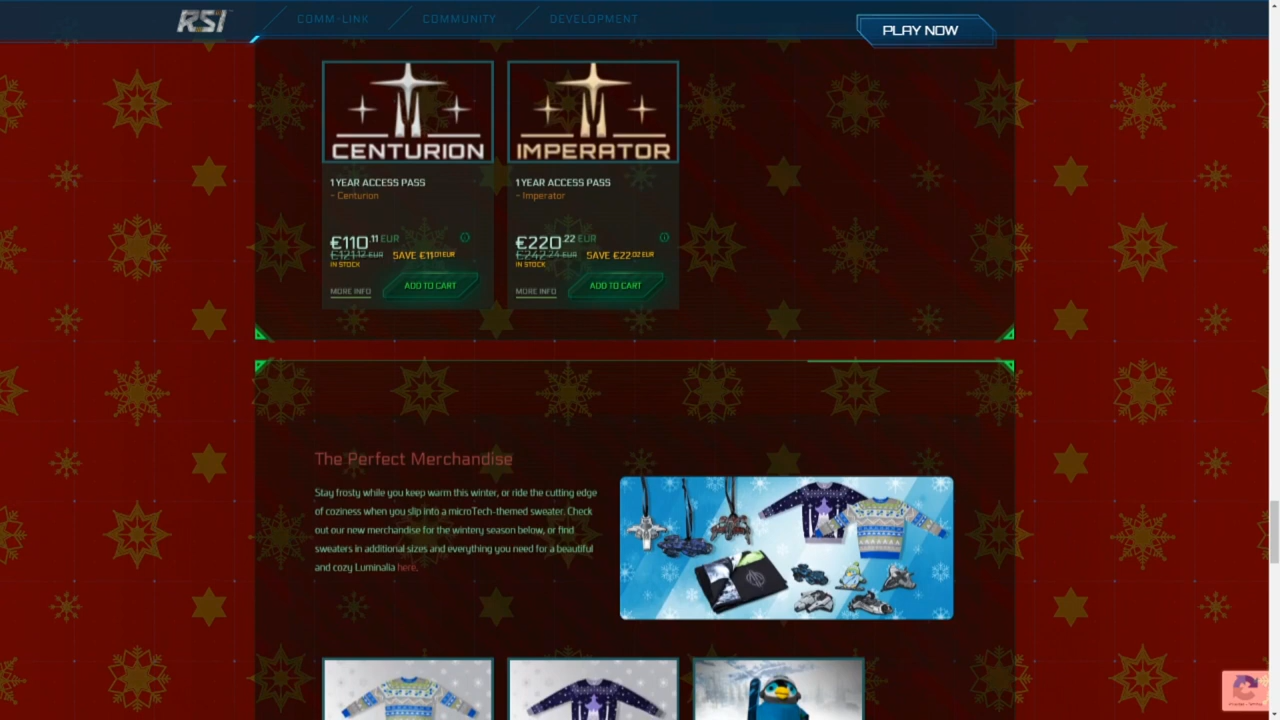 RSI
COMM-LINK
COMMUNITY
DEVELOPMENT
PLAY NOW
CENTURION
1 YEAR ACCESS PASS
- Centurion
€110.11 EUR
€121.12 EUR SAVE €11.01 EUR
IN STOCK
MORE INFO
ADD TO CART
IMPERATOR
1 YEAR ACCESS PASS
- Imperator
€220.22 EUR
€242.24 EUR SAVE €22.02 EUR
IN STOCK
MORE INFO
ADD TO CART
The Perfect Merchandise
Stay frosty while you keep warm this winter, or ride the cutting edge
of coziness when you slip into a microTech-themed sweater. Check
out our new merchandise for the wintery season below, or find
sweaters in additional sizes and everything you need for a beautiful
and cozy Luminalia here.